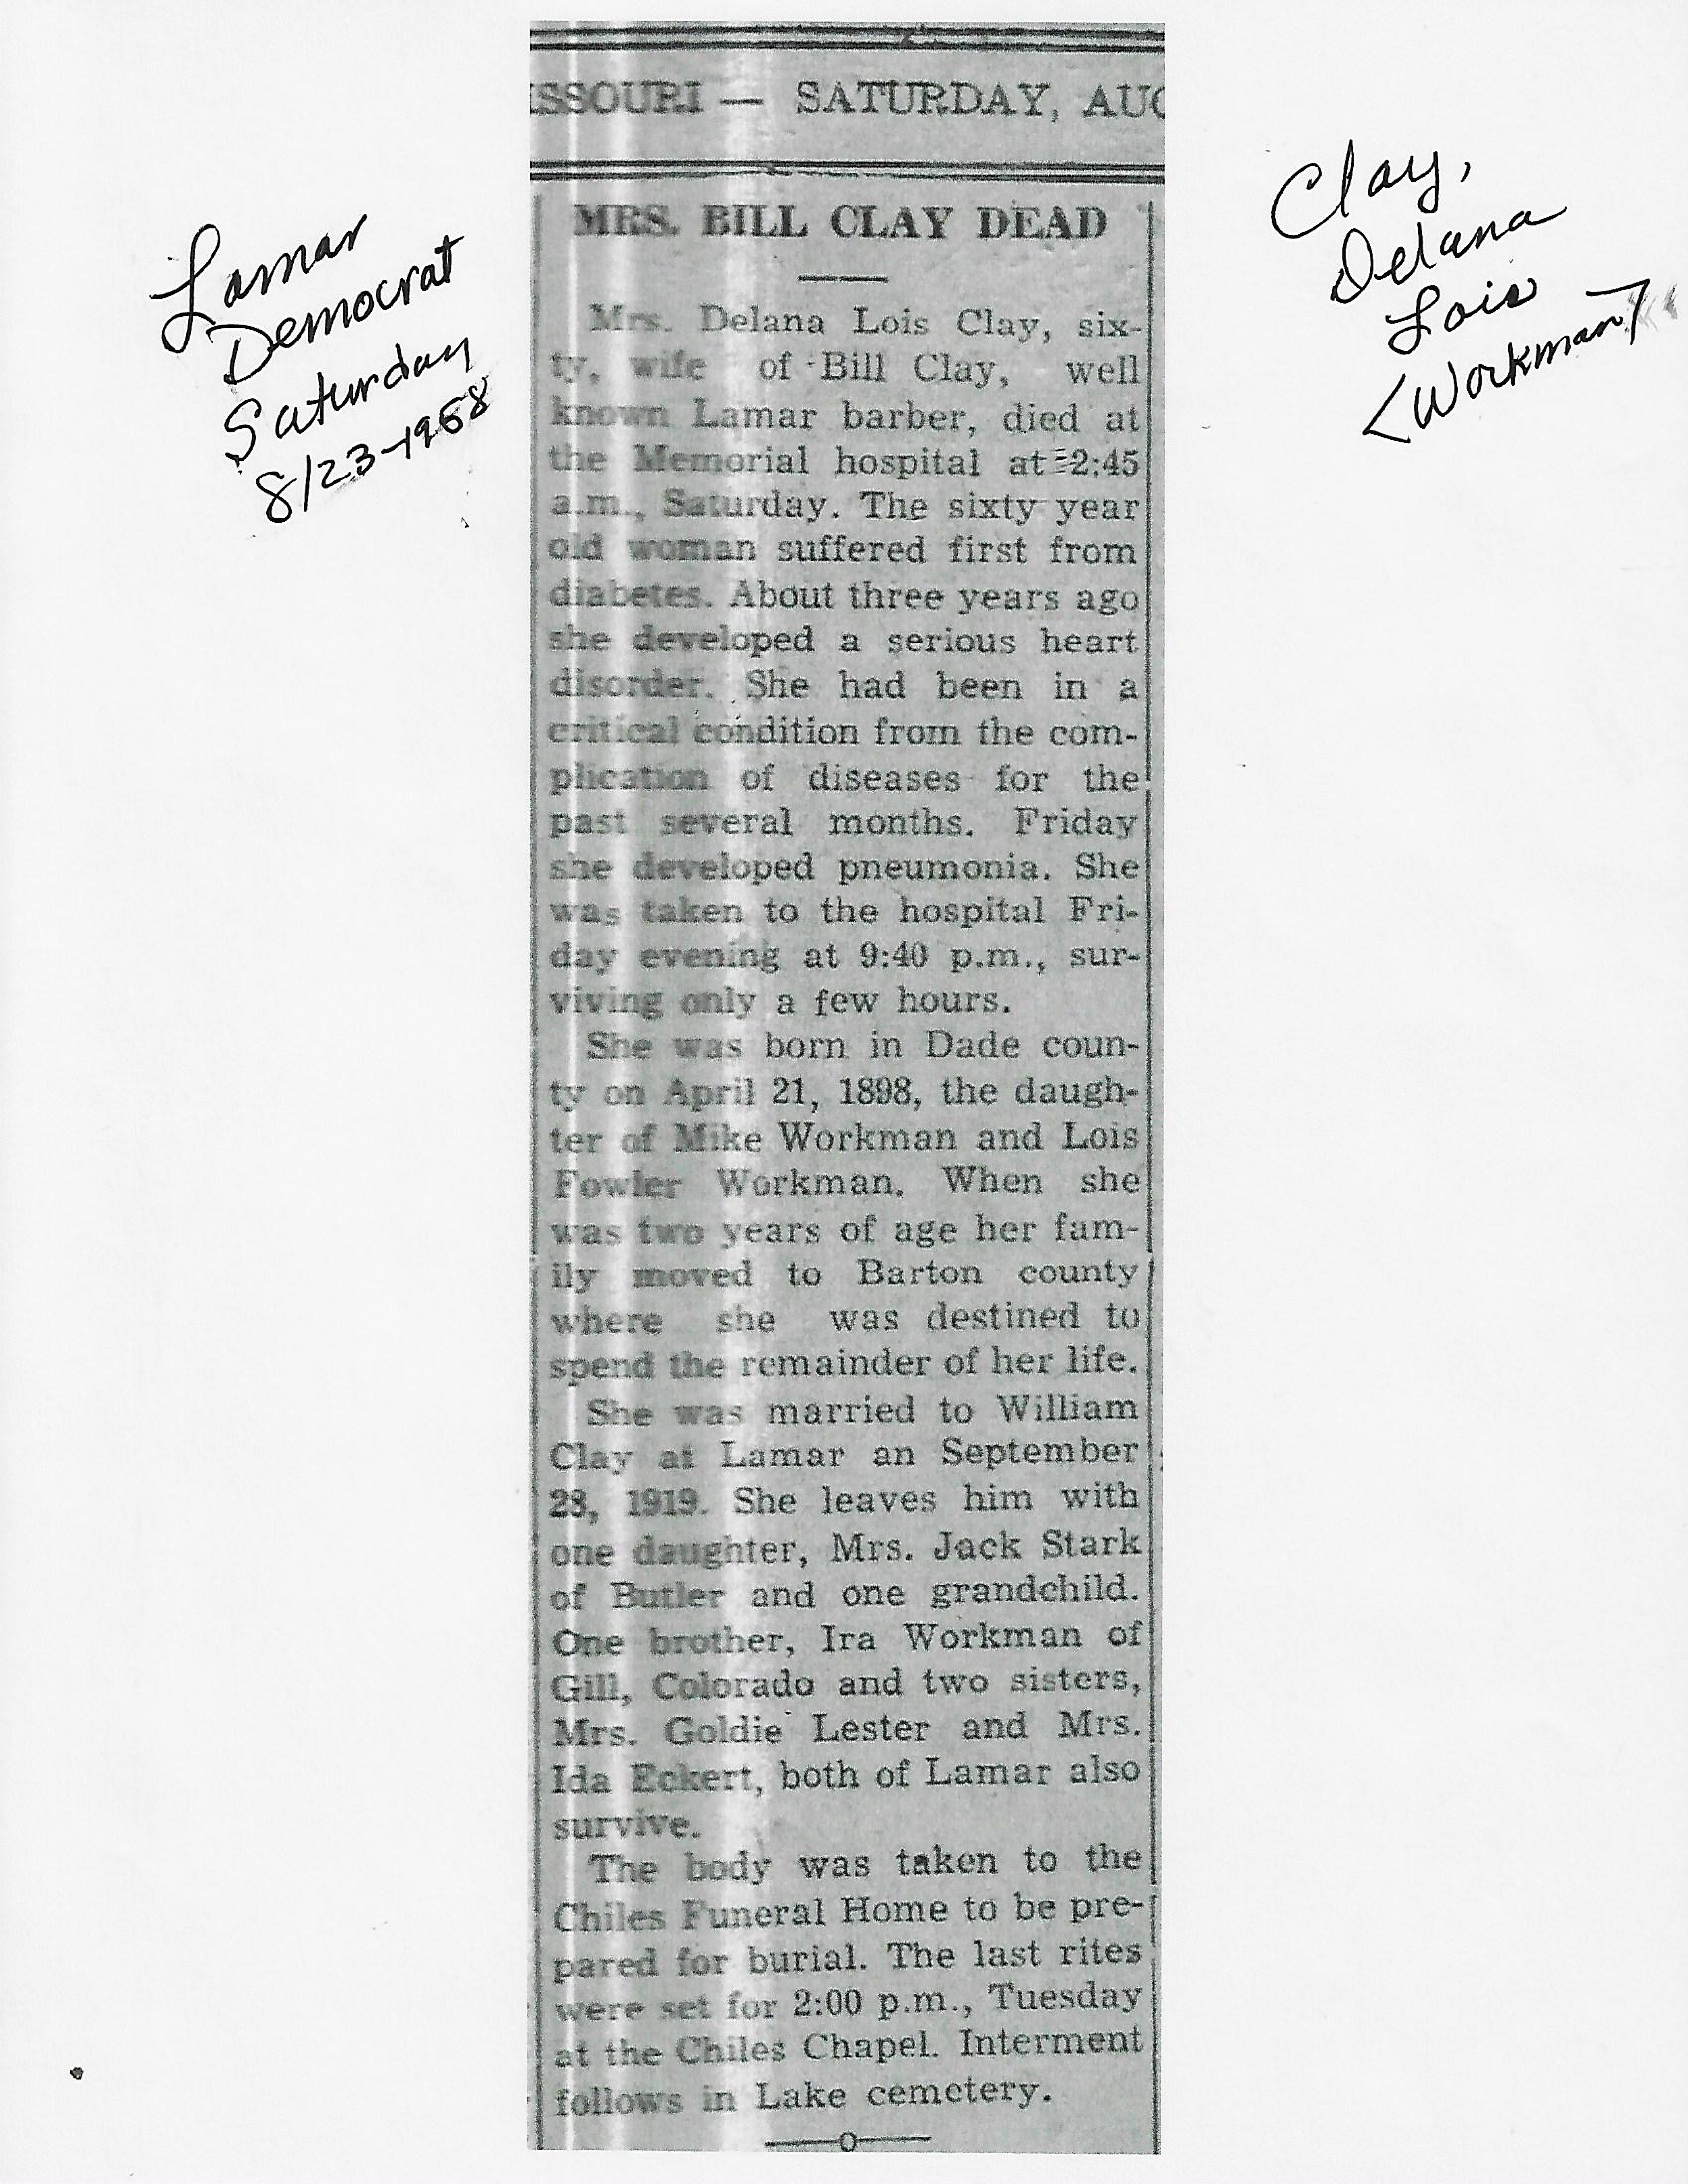 Lamar
Democrat
Saturday
8/23-1958
Clay,
Delana
Lois
<Workman>
ISSOURI — SATURDAY, AUG
MRS. BILL CLAY DEAD
Mrs. Delana Lois Clay, six-
ty, wife of Bill Clay, well
known Lamar barber, died at
the Memorial hospital at 2:45
a.m., Saturday. The sixty year
old woman suffered first from
diabetes. About three years ago
she developed a serious heart
disorder. She had been in a
critical condition from the com-
plication of diseases for the
past several months. Friday
she developed pneumonia. She
was taken to the hospital Fri-
day evening at 9:40 p.m., sur-
viving only a few hours.
She was born in Dade coun-
ty on April 21, 1898, the daugh-
ter of Mike Workman and Lois
Fowler Workman. When she
was two years of age her fam-
ily moved to Barton county
where she was destined to
spend the remainder of her life.
She was married to William
Clay at Lamar an September
28, 1919. She leaves him with
one daughter, Mrs. Jack Stark
of Butler and one grandchild.
One brother, Ira Workman of
Gill, Colorado and two sisters,
Mrs. Goldie Lester and Mrs.
Ida Eckert, both of Lamar also
survive.
The body was taken to the
Chiles Funeral Home to be pre-
pared for burial. The last rites
were set for 2:00 p.m., Tuesday
at the Chiles Chapel. Interment
follows in Lake cemetery.